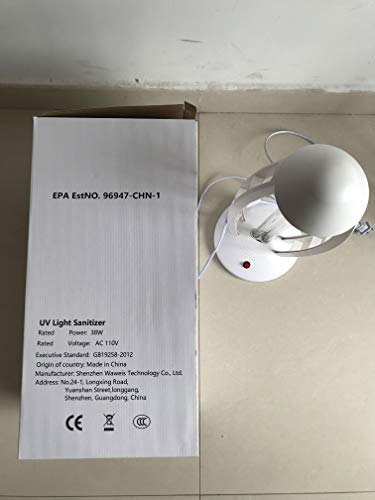 EPA EstNO. 96947-CHN-1
UV Light Sanitizer
Rated Power: 38W
Rated Voltage: AC 110V
Executive Standard: GB19258-2012
Origin of country: Made in China
Manufacturer: Shenzhen Waweis Technology Co., Ltd.
Address: No.24-1, Longxing Road,
Yuanshan Street,longgang,
Shenzhen, Guangdong, China
CE CCC